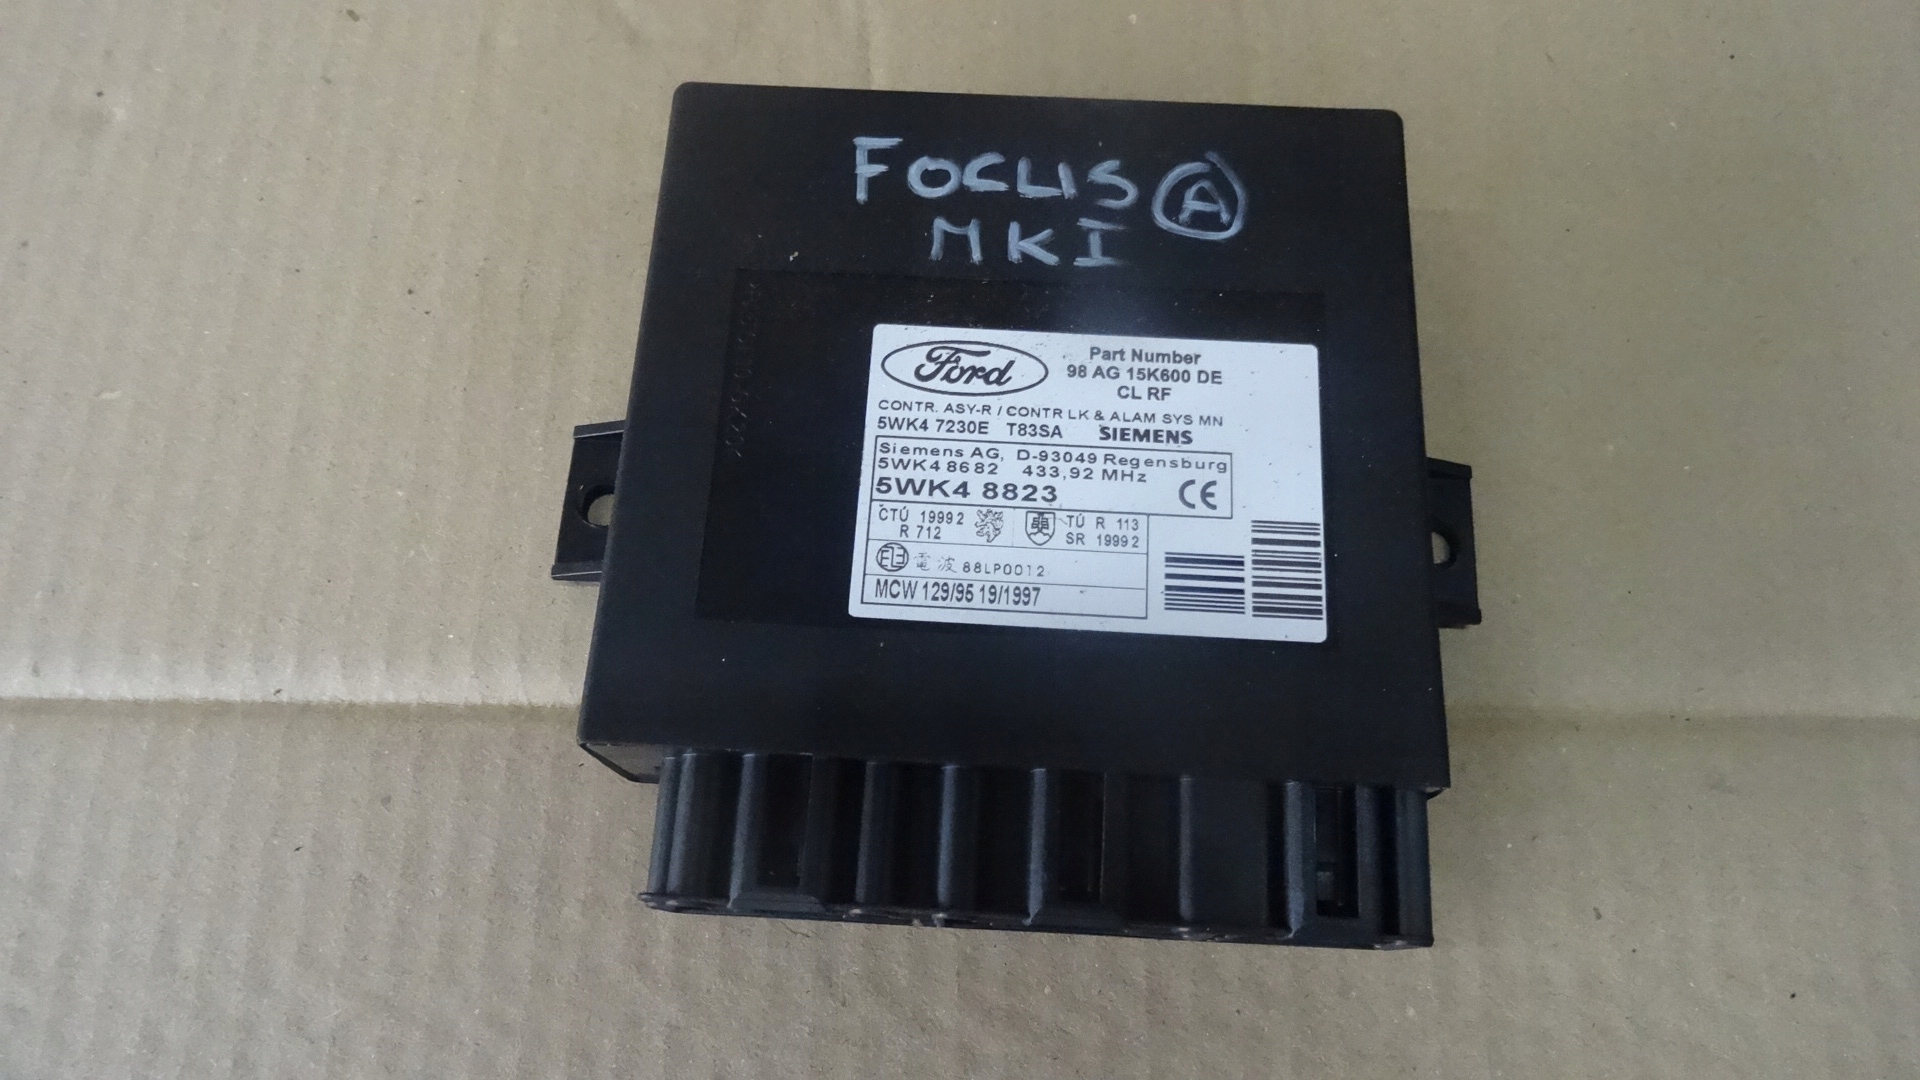 FOCUS A
MKI
Ford
Part Number
98 AG 15K600 DE
CL RF
CONTR. ASY-R / CONTR LK & ALAM SYS MN
5WK4 7230E T83SA SIEMENS
Siemens AG, D-93049 Regensburg
5WK4 8682 433,92 MHz
5WK4 8823 CE
ČTÚ 1999 2
R 712
TÚ R 113
SR 1999 2
電波 88LP0012
MCW 129/95 19/1997